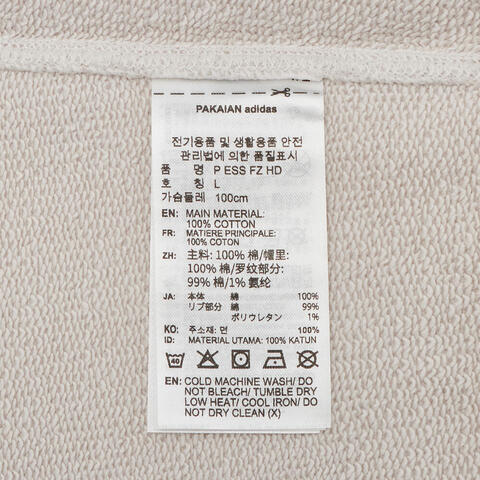 PAKAIAN adidas
전기용품 및 생활용품 안전
관리법에 의한 품질표시
품 명 P ESS FZ HD
호 칭 L
가슴둘레 100cm
EN: MAIN MATERIAL:
100% COTTON
FR: MATIERE PRINCIPALE:
100% COTON
ZH: 主料: 100% 棉/帽里:
100% 棉/罗纹部分:
99% 棉/1% 氨纶
JA: 本体 綿 100%
リブ部分 綿 99%
ポリウレタン 1%
KO: 주소재: 면 100%
ID: MATERIAL UTAMA: 100% KATUN
40
EN: COLD MACHINE WASH/ DO
NOT BLEACH/ TUMBLE DRY
LOW HEAT/ COOL IRON/ DO
NOT DRY CLEAN (X)